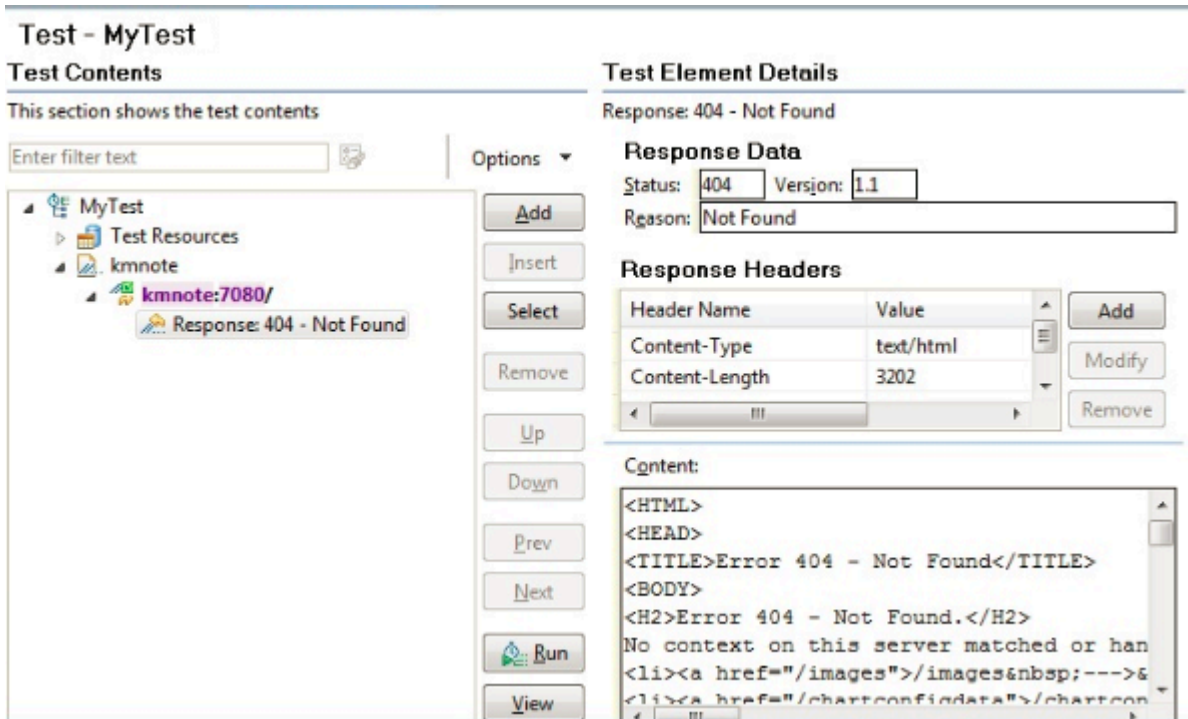 Test - MyTest
Test Contents
This section shows the test contents
Enter filter text
Options
MyTest
Test Resources
kmnote
kmnote:7080/
Response: 404 - Not Found
Add
Insert
Select
Remove
Up
Down
Prev
Next
Run
View
Test Element Details
Response: 404 - Not Found
Response Data
Status: 404 Version: 1.1
Reason: Not Found
Response Headers
Header Name Value
Content-Type text/html
Content-Length 3202
Add
Modify
Remove
Content:
<HTML>
<HEAD>
<TITLE>Error 404 - Not Found</TITLE>
<BODY>
<H2>Error 404 - Not Found.</H2>
No context on this server matched or han
<li><a href="/images">/images&nbsp;--->&
<li><a href="/chartconfigdata">/chartcon